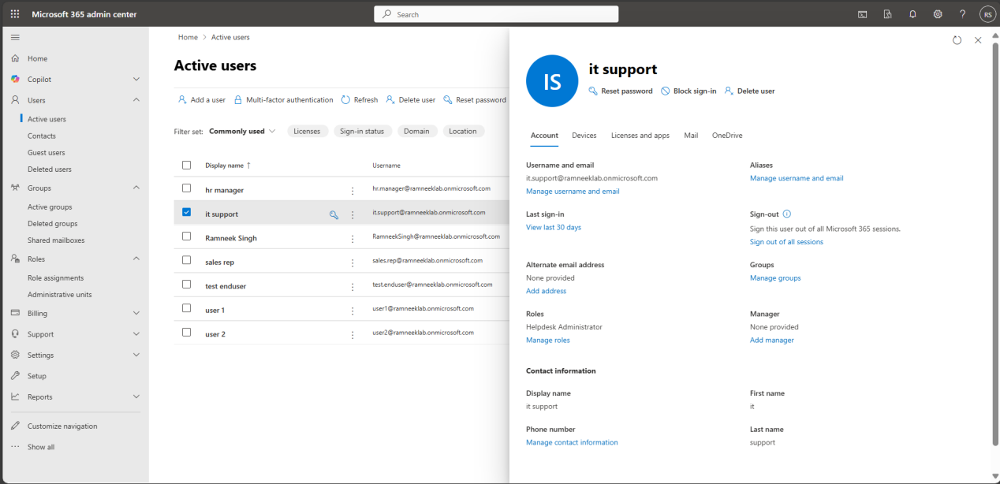 Microsoft 365 admin center
Search
RS
Home
Copilot
Users
Active users
Contacts
Guest users
Deleted users
Groups
Active groups
Deleted groups
Shared mailboxes
Roles
Role assignments
Administrative units
Billing
Support
Settings
Setup
Reports
Customize navigation
Show all
Home > Active users
Active users
Add a user Multi-factor authentication Refresh Delete user Reset password
Filter set: Commonly used Licenses Sign-in status Domain Location
Display name ↑ Username
hr manager hr.manager@ramneeklab.onmicrosoft.com
it support it.support@ramneeklab.onmicrosoft.com
Ramneek Singh RamneekSingh@ramneeklab.onmicrosoft.com
sales rep sales.rep@ramneeklab.onmicrosoft.com
test enduser test.enduser@ramneeklab.onmicrosoft.com
user 1 user1@ramneeklab.onmicrosoft.com
user 2 user2@ramneeklab.onmicrosoft.com
IS
it support
Reset password Block sign-in Delete user
Account Devices Licenses and apps Mail OneDrive
Username and email
it.support@ramneeklab.onmicrosoft.com
Manage username and email
Aliases
Manage username and email
Last sign-in
View last 30 days
Sign-out
Sign this user out of all Microsoft 365 sessions.
Sign out of all sessions
Alternate email address
None provided
Add address
Groups
Manage groups
Roles
Helpdesk Administrator
Manage roles
Manager
None provided
Add manager
Contact information
Display name
it support
First name
it
Phone number
Manage contact information
Last name
support